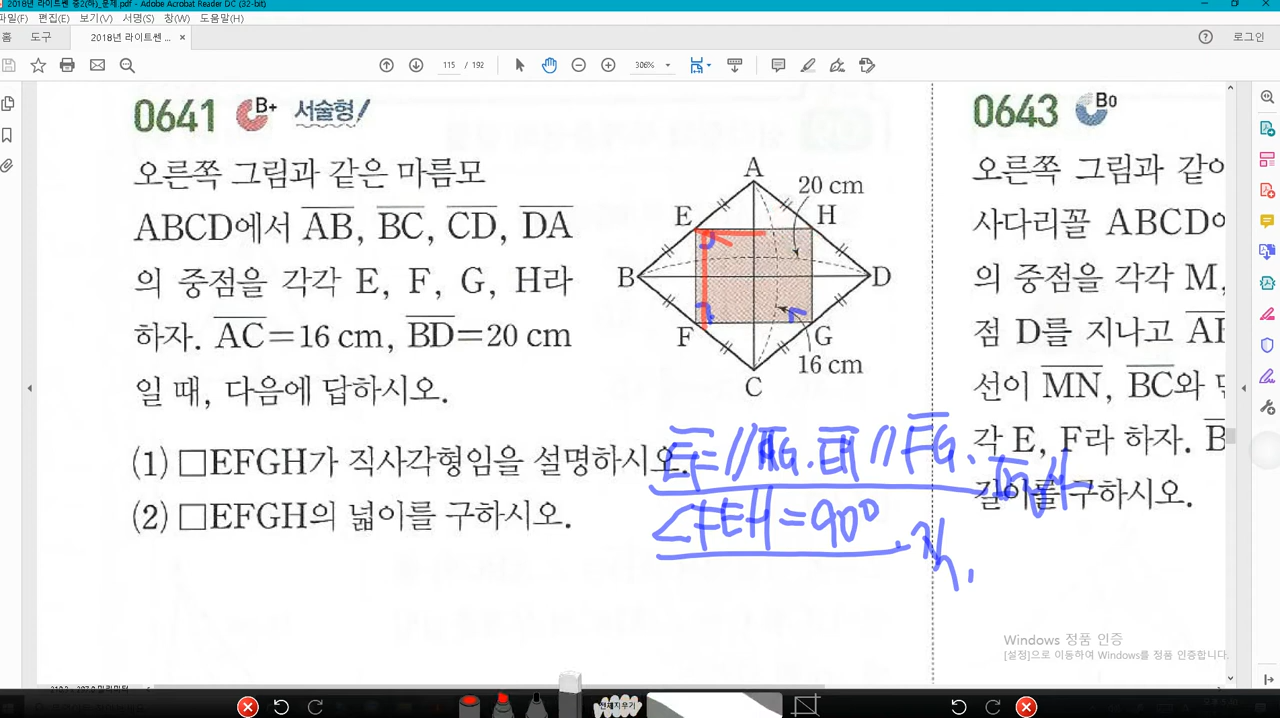 2018년 라이트쎈 중2(하)_문제.pdf - Adobe Acrobat Reader DC (32-bit)
파일(F) 편집(E) 보기(V) 서명(S) 창(W) 도움말(H)
홈 도구 2018년 라이트쎈 ... × 로그인
115 / 192 306%
0641 B+ 서술형!
오른쪽 그림과 같은 마름모
ABCD에서 AB, BC, CD, DA
의 중점을 각각 E, F, G, H라
하자. AC=16 cm, BD=20 cm
일 때, 다음에 답하시오.
(1) □EFGH가 직사각형임을 설명하시오.
(2) □EFGH의 넓이를 구하시오.
A
20 cm
E H
B D
F G
16 cm
C
EF//HG. EH//FG.
∠FEH=90°
0643 B0
오른쪽 그림과 같이
사다리꼴 ABCD에
의 중점을 각각 M,
점 D를 지나고
선이 MN, BC와
각 E, F라 하자. B
길이를 구하시오.
Windows 정품 인증
[설정]으로 이동하여 Windows를 정품 인증합니다.
전체지우기